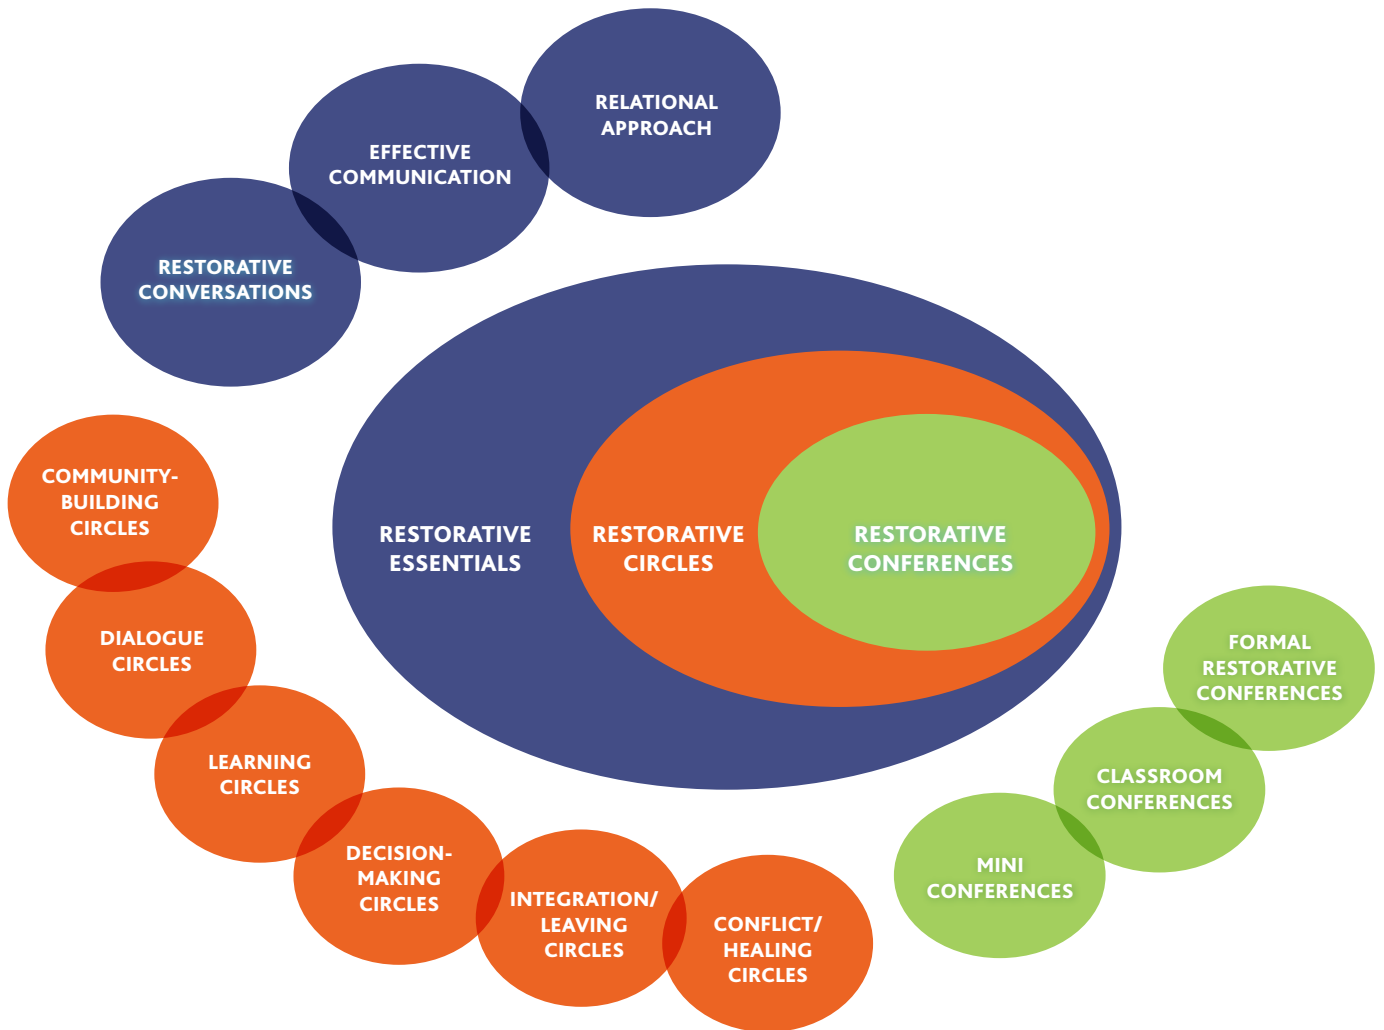 RELATIONAL
APPROACH
EFFECTIVE
COMMUNICATION
RESTORATIVE
CONVERSATIONS
RESTORATIVE
ESSENTIALS
RESTORATIVE
CIRCLES
RESTORATIVE
CONFERENCES
COMMUNITY-
BUILDING
CIRCLES
DIALOGUE
CIRCLES
LEARNING
CIRCLES
DECISION-
MAKING
CIRCLES
INTEGRATION/
LEAVING
CIRCLES
CONFLICT/
HEALING
CIRCLES
FORMAL
RESTORATIVE
CONFERENCES
CLASSROOM
CONFERENCES
MINI
CONFERENCES